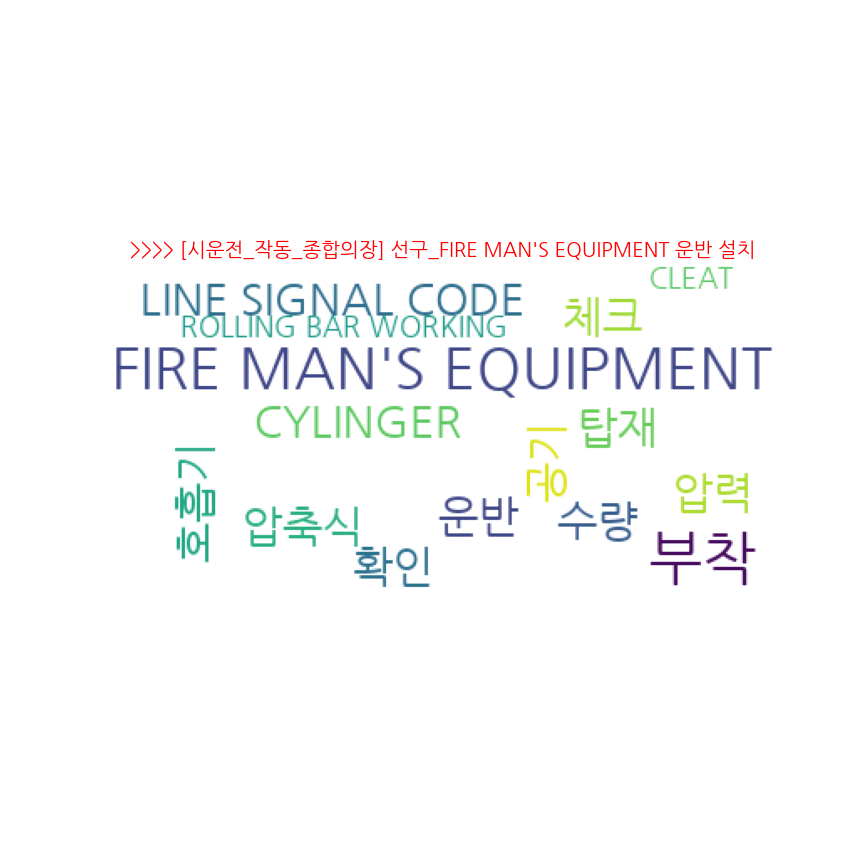 >>>> [시운전_작동_종합의장] 선구_FIRE MAN'S EQUIPMENT 운반 설치
CLEAT
LINE SIGNAL CODE
체크
ROLLING BAR WORKING
FIRE MAN'S EQUIPMENT
CYLINGER
탑재
공기
호흡기
압력
압축식
운반
수량
부착
확인